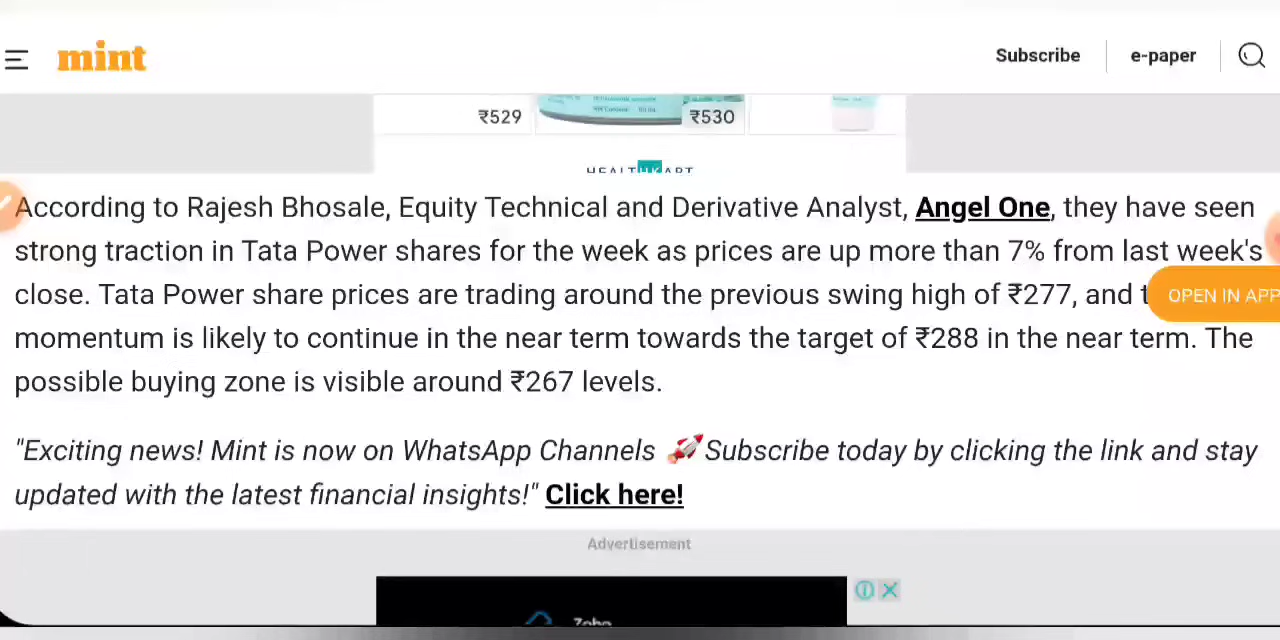 mint
Subscribe
e-paper
₹529
₹530
According to Rajesh Bhosale, Equity Technical and Derivative Analyst, Angel One, they have seen
strong traction in Tata Power shares for the week as prices are up more than 7% from last week's
close. Tata Power share prices are trading around the previous swing high of ₹277, and
OPEN IN APP
momentum is likely to continue in the near term towards the target of ₹288 in the near term. The
possible buying zone is visible around ₹267 levels.
"Exciting news! Mint is now on WhatsApp Channels 🚀 Subscribe today by clicking the link and stay
updated with the latest financial insights!" Click here!
Advertisement